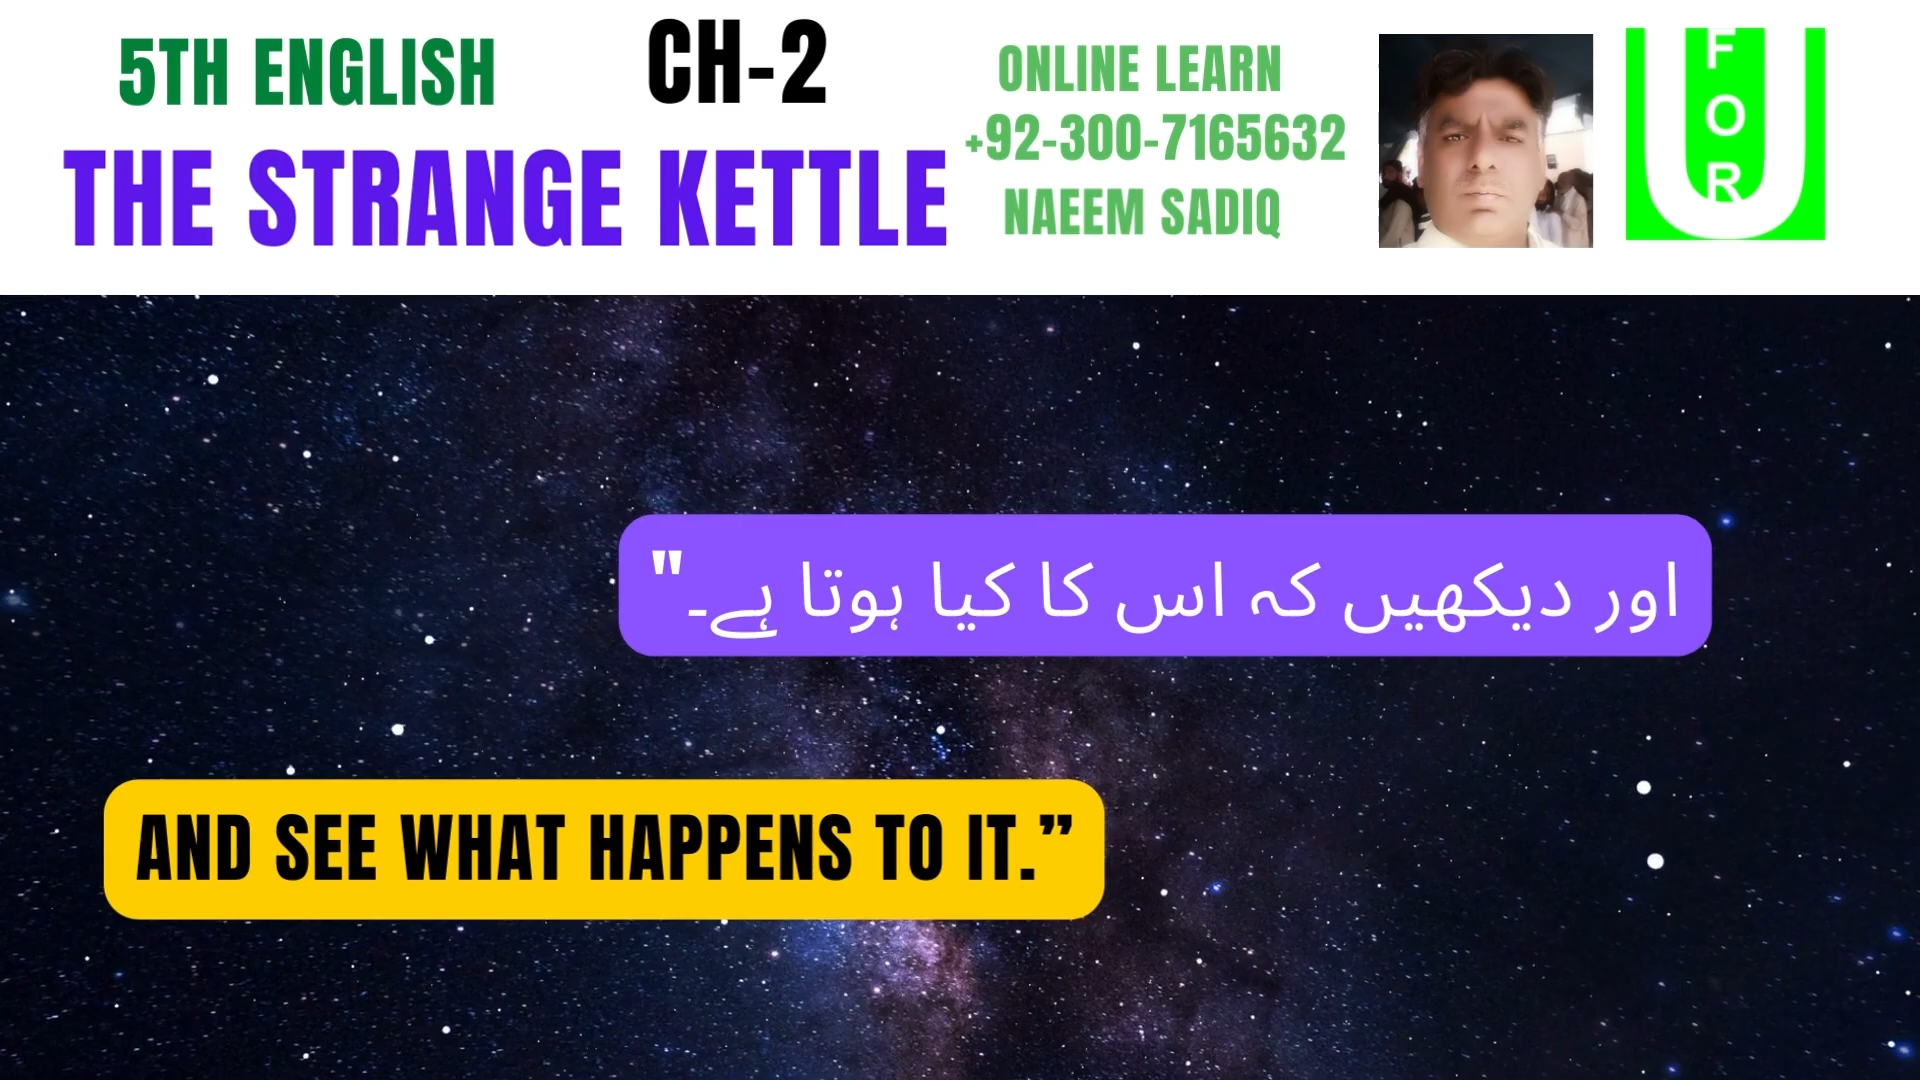 5TH ENGLISH
CH-2
THE STRANGE KETTLE
ONLINE LEARN
+92-300-7165632
NAEEM SADIQ
U
FOR
اور دیکھیں کہ اس کا کیا ہوتا ہے۔"
AND SEE WHAT HAPPENS TO IT.”